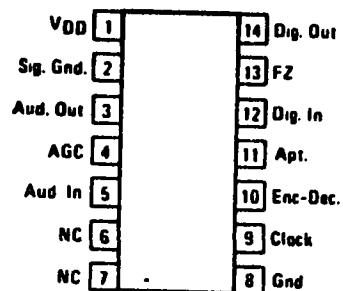 VDD 1 14 Dig. Out
Sig. Gnd. 2 13 FZ
Aud. Out 3 12 Dig. In
AGC 4 11 Apt.
Aud In 5 10 Enc-Dec.
NC 6 9 Clock
NC 7 8 Gnd